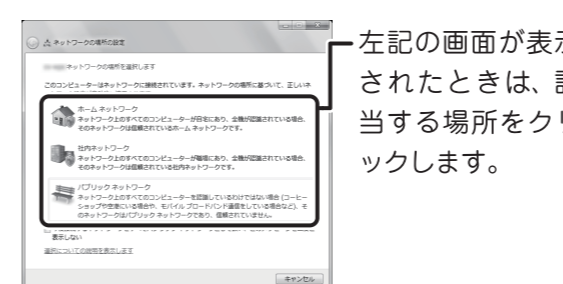 ネットワークの場所の設定
ネットワークの場所を選択します
このコンピューターはネットワークに接続されています。ネットワークの場所に基づいて、正しいネ
ホーム ネットワーク
ネットワーク上のすべてのコンピューターが自宅にあり、全機が認識されている場合、
そのネットワークは信頼されているホーム ネットワークです。
社内ネットワーク
ネットワーク上のすべてのコンピューターが職場にあり、全機が認識されている場合、
そのネットワークは信頼されている社内ネットワークです。
パブリック ネットワーク
ネットワーク上のすべてのコンピューターを認識しているわけではない場合 (コーヒー
ショップや空港にいる場合や、モバイル ブロードバンド通信をしている場合など)、そ
のネットワークはパブリック ネットワークであり、信頼されていません。
表示しない
選択についての説明を表示します
キャンセル
左記の画面が表示
されたときは、
当する場所をクリ
ックします。